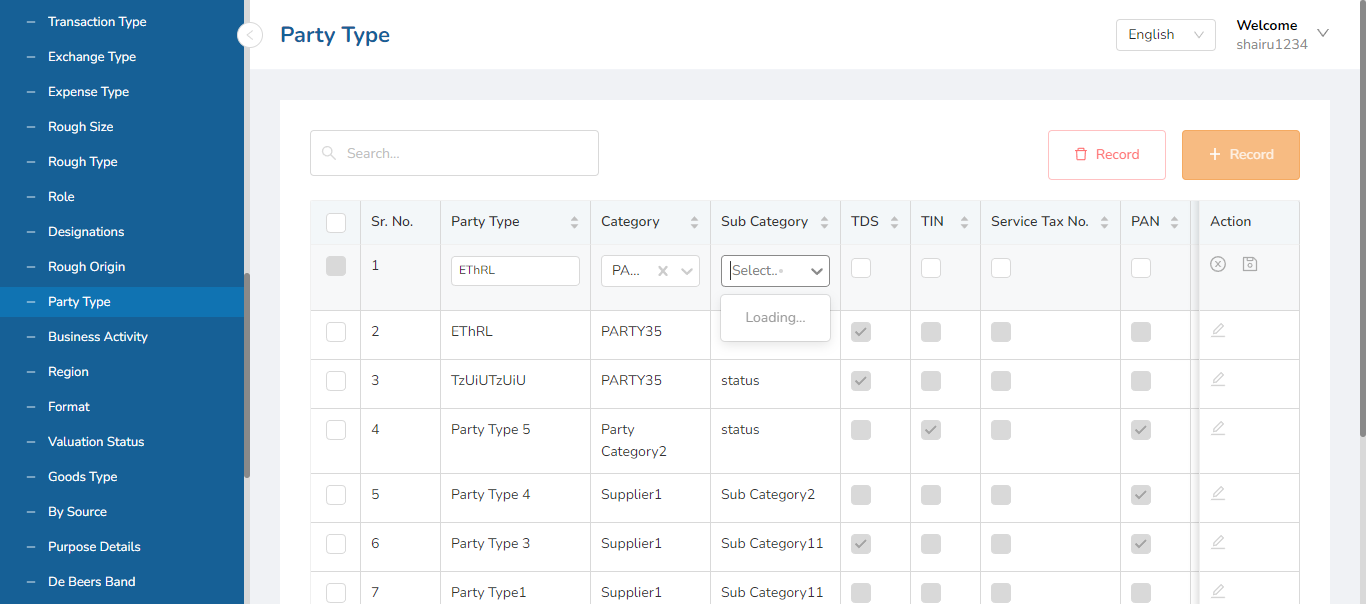 Transaction Type
Exchange Type
Expense Type
Rough Size
Rough Type
Role
Designations
Rough Origin
Party Type
Business Activity
Region
Format
Valuation Status
Goods Type
By Source
Purpose Details
De Beers Band
Party Type
English
Welcome
shairu1234
Search...
Record
+ Record
Sr. No. Party Type Category Sub Category TDS TIN Service Tax No. PAN Action
1 EThRL PA... Select..
Loading...
2 EThRL PARTY35
3 TzUiUTzUiU PARTY35 status
4 Party Type 5 Party status
Category2
5 Party Type 4 Supplier1 Sub Category2
6 Party Type 3 Supplier1 Sub Category11
7 Party Type1 Supplier1 Sub Category11